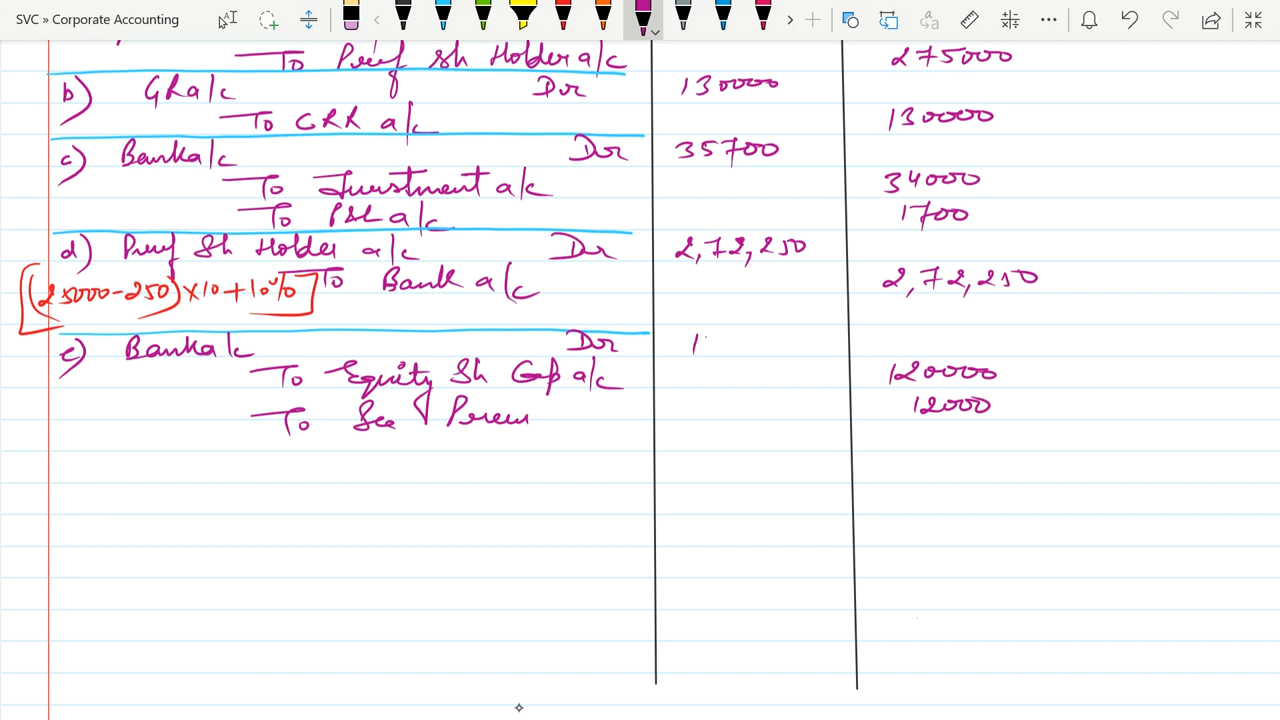 SVC » Corporate Accounting
To Pref Sh Holder a/c 275000
b) GR a/c Dr 130000
To CRR a/c 130000
c) Bank a/c Dr 35700
To Investment a/c 34000
To P&L a/c 1700
d) Pref Sh Holder a/c Dr 2,72,250
To Bank a/c 2,72,250
[(25000-250)×10+10%]
e) Bank a/c Dr 1
To Equity Sh Cap a/c 120000
To Sec Prem 12000